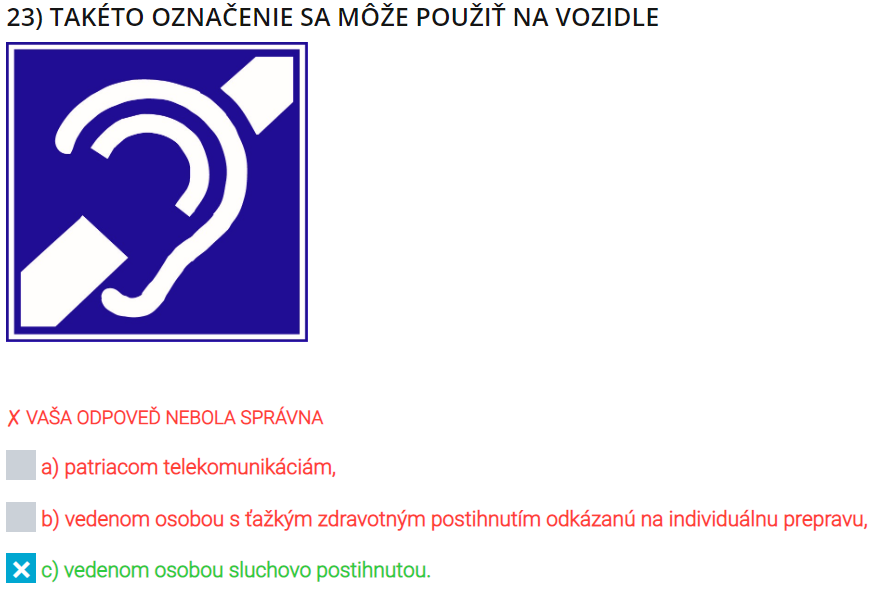 23) TAKÉTO OZNAČENIE SA MÔŽE POUŽIŤ NA VOZIDLE
✗ VAŠA ODPOVEĎ NEBOLA SPRÁVNA
a) patriacom telekomunikáciám,
b) vedenom osobou s ťažkým zdravotným postihnutím odkázanú na individuálnu prepravu,
c) vedenom osobou sluchovo postihnutou.